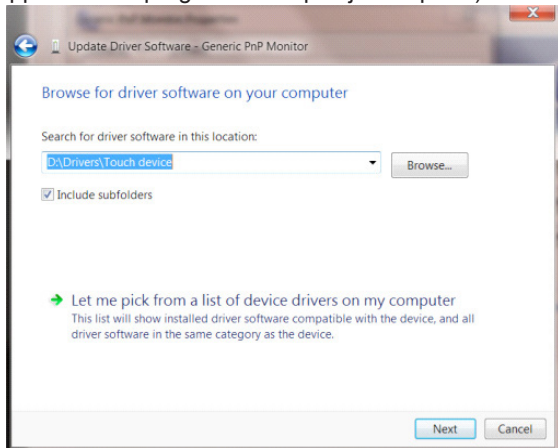 Update Driver Software - Generic PnP Monitor
Browse for driver software on your computer
Search for driver software in this location:
D:\Drivers\Touch device
Browse...
Include subfolders
Let me pick from a list of device drivers on my computer
This list will show installed driver software compatible with the device, and all
driver software in the same category as the device.
Next
Cancel